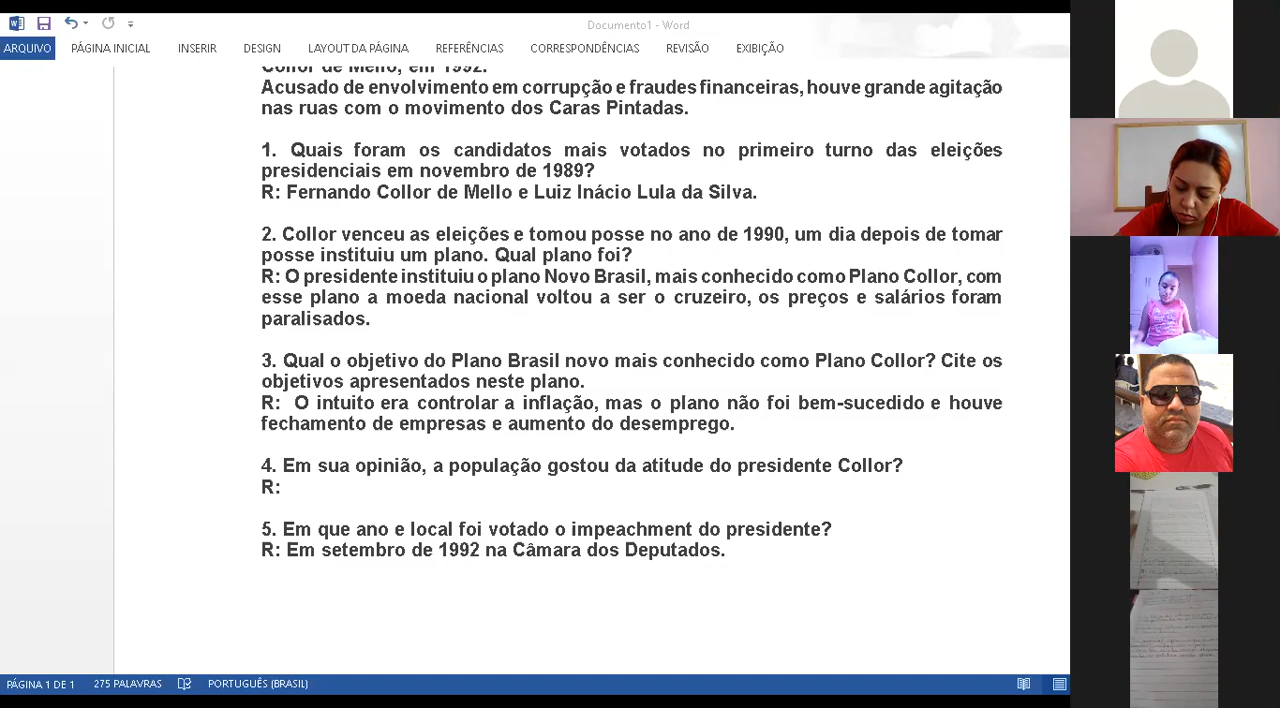 Documento1 - Word
ARQUIVO PÁGINA INICIAL INSERIR DESIGN LAYOUT DA PÁGINA REFERÊNCIAS CORRESPONDÊNCIAS REVISÃO EXIBIÇÃO
Collor de Mello, em 1992.
Acusado de envolvimento em corrupção e fraudes financeiras, houve grande agitação
nas ruas com o movimento dos Caras Pintadas.
1. Quais foram os candidatos mais votados no primeiro turno das eleições
presidenciais em novembro de 1989?
R: Fernando Collor de Mello e Luiz Inácio Lula da Silva.
2. Collor venceu as eleições e tomou posse no ano de 1990, um dia depois de tomar
posse instituiu um plano. Qual plano foi?
R: O presidente instituiu o plano Novo Brasil, mais conhecido como Plano Collor, com
esse plano a moeda nacional voltou a ser o cruzeiro, os preços e salários foram
paralisados.
3. Qual o objetivo do Plano Brasil novo mais conhecido como Plano Collor? Cite os
objetivos apresentados neste plano.
R: O intuito era controlar a inflação, mas o plano não foi bem-sucedido e houve
fechamento de empresas e aumento do desemprego.
4. Em sua opinião, a população gostou da atitude do presidente Collor?
R:
5. Em que ano e local foi votado o impeachment do presidente?
R: Em setembro de 1992 na Câmara dos Deputados.
PÁGINA 1 DE 1 275 PALAVRAS PORTUGUÊS (BRASIL)